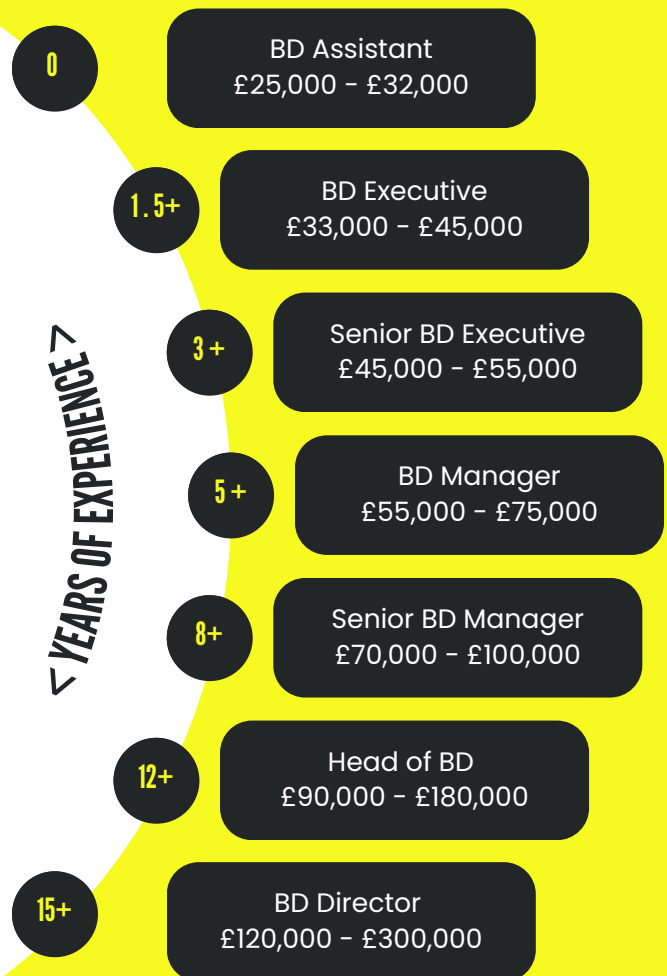 0
BD Assistant
£25,000 - £32,000
1.5+
BD Executive
£33,000 - £45,000
3+
Senior BD Executive
£45,000 - £55,000
<YEARS OF EXPERIENCE>
5+
BD Manager
£55,000 - £75,000
8+
Senior BD Manager
£70,000 - £100,000
12+
Head of BD
£90,000 - £180,000
15+
BD Director
£120,000 - £300,000